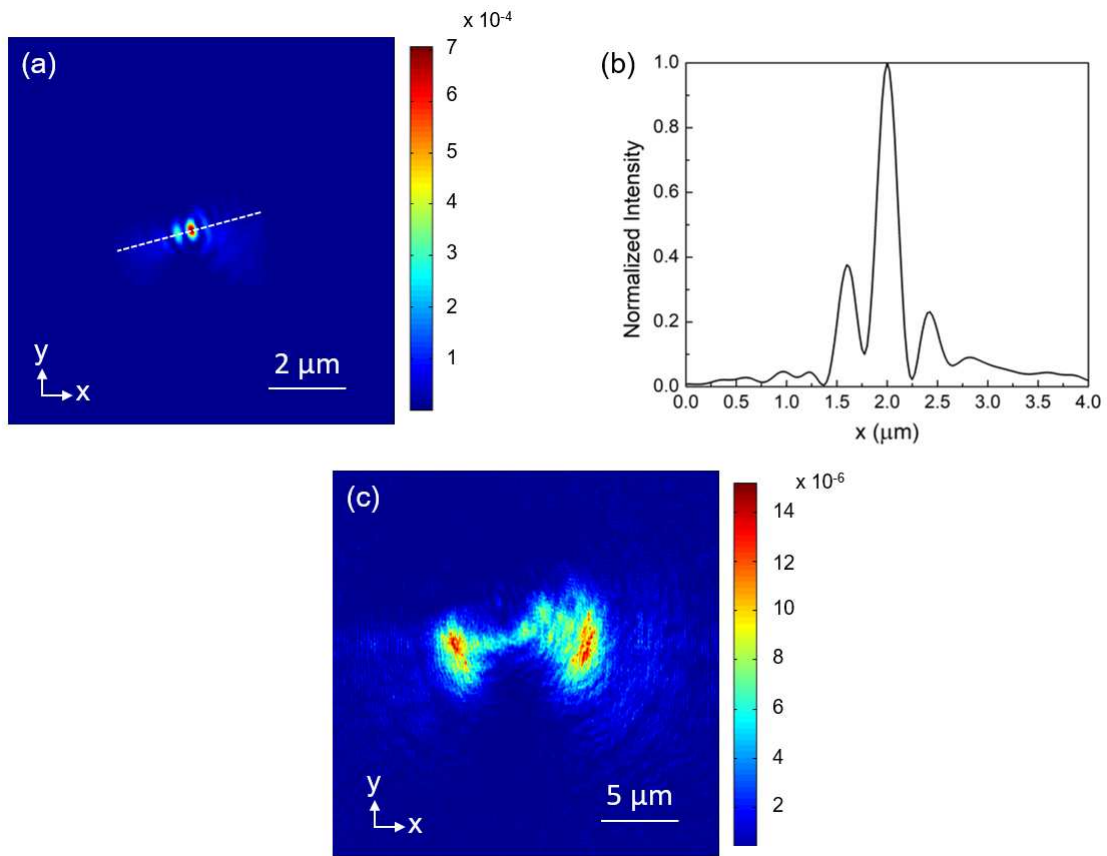 (a)
x 10-4
7
6
5
4
3
2
1
y
x
2 μm
(b)
Normalized Intensity
1.0
0.8
0.6
0.4
0.2
0.0
0.0 0.5 1.0 1.5 2.0 2.5 3.0 3.5 4.0
x (μm)
(c)
x 10-6
14
12
10
8
6
4
2
y
x
5 μm